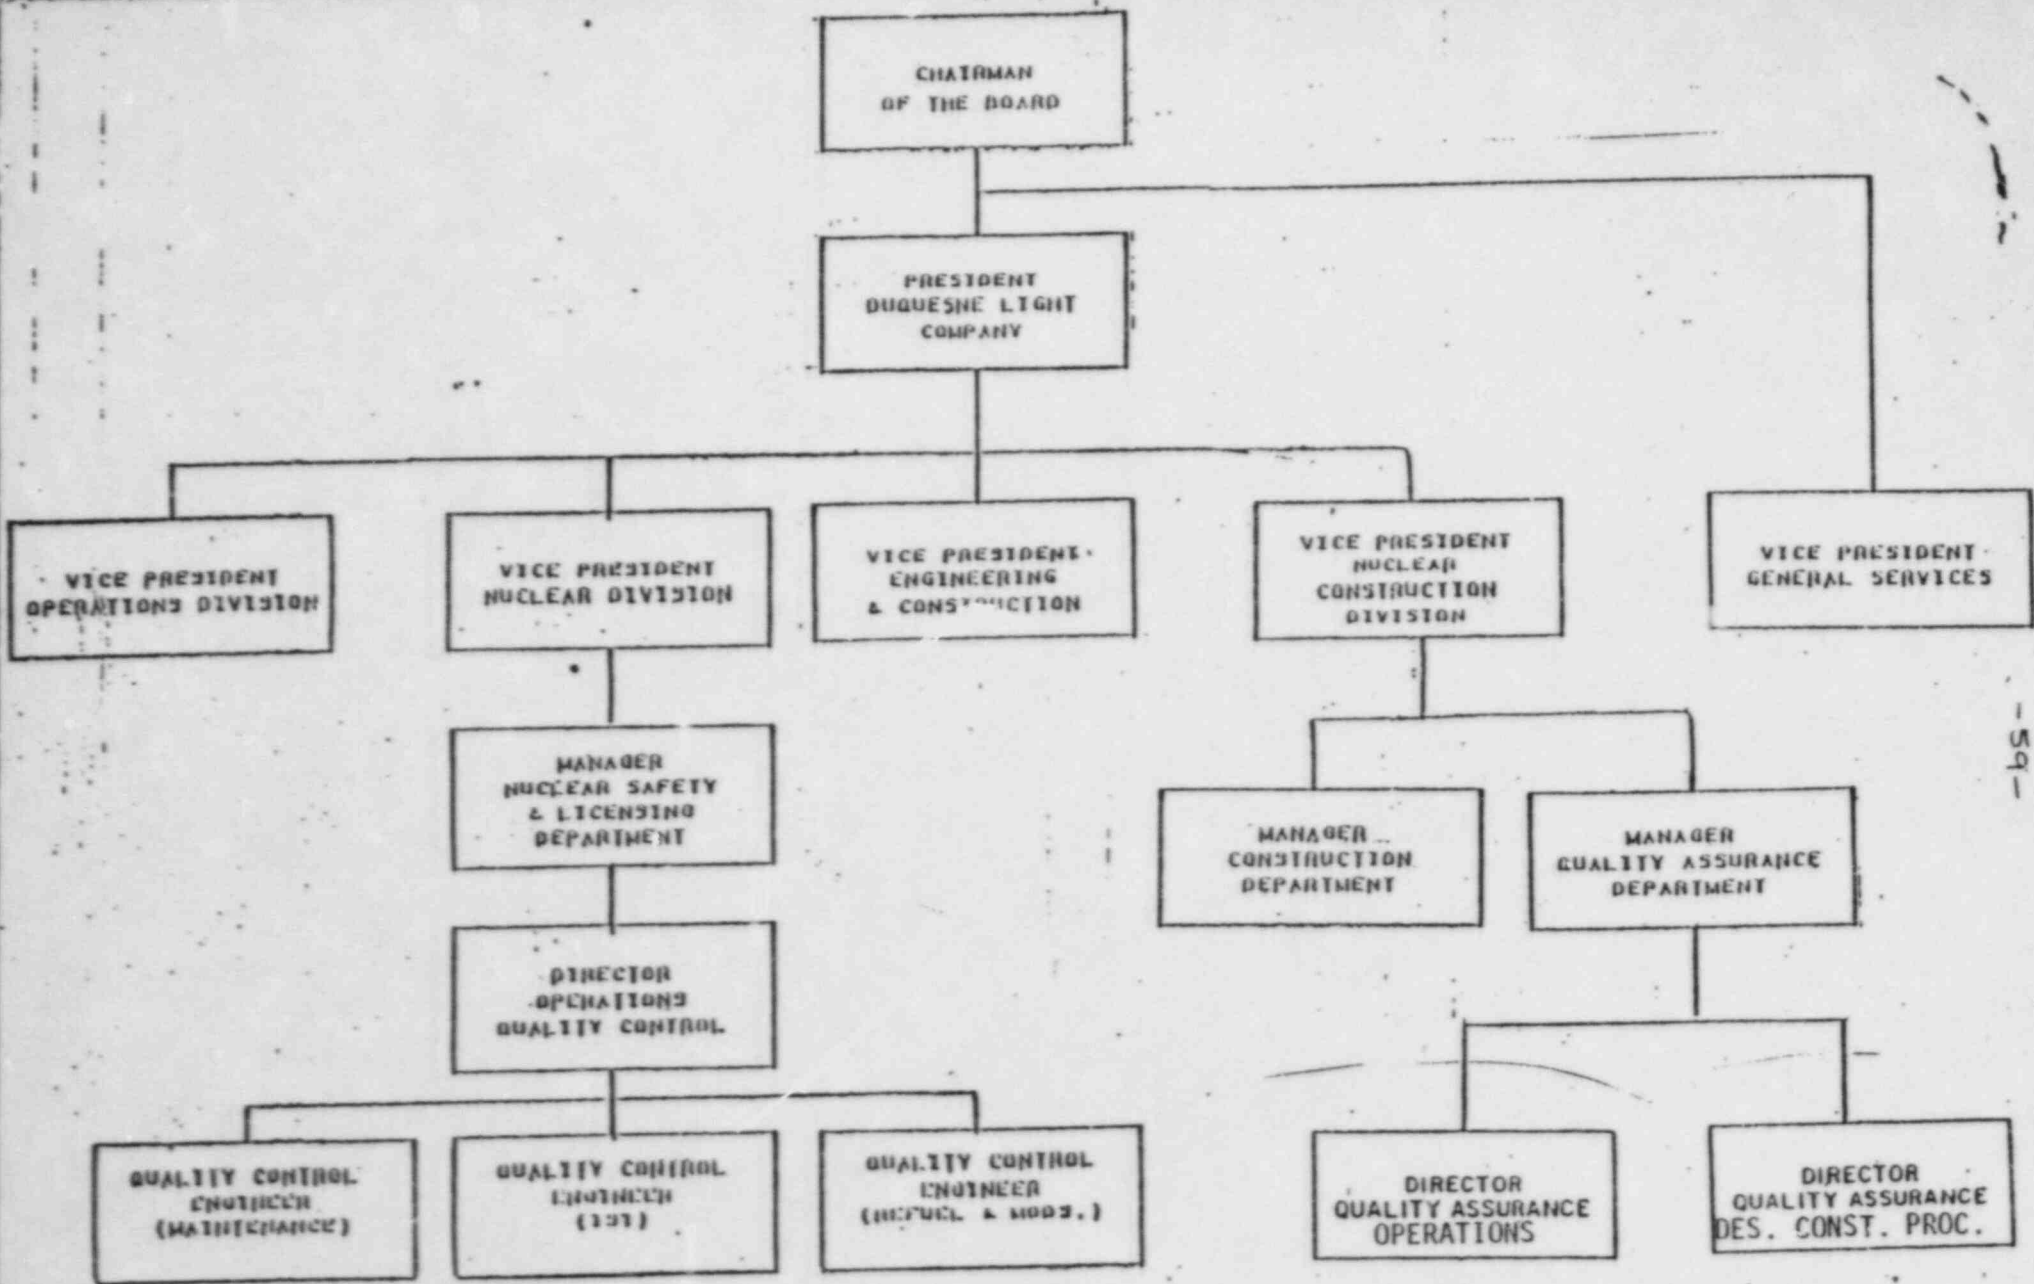 CHAIRMAN
OF THE BOARD
PRESIDENT
DUQUESNE LIGHT
COMPANY
VICE PRESIDENT
OPERATIONS DIVISION
VICE PRESIDENT
NUCLEAR DIVISION
VICE PRESIDENT
ENGINEERING
& CONSTRUCTION
VICE PRESIDENT
NUCLEAR
CONSTRUCTION
DIVISION
VICE PRESIDENT
GENERAL SERVICES
-59-
MANAGER
NUCLEAR SAFETY
& LICENSING
DEPARTMENT
MANAGER
CONSTRUCTION
DEPARTMENT
MANAGER
QUALITY ASSURANCE
DEPARTMENT
DIRECTOR
OPERATIONS
QUALITY CONTROL
QUALITY CONTROL
ENGINEER
(MAINTENANCE)
QUALITY CONTROL
ENGINEER
QUALITY CONTROL
ENGINEER
(REFUEL & MODS.)
DIRECTOR
QUALITY ASSURANCE
OPERATIONS
DIRECTOR
QUALITY ASSURANCE
DES. CONST. PROC.